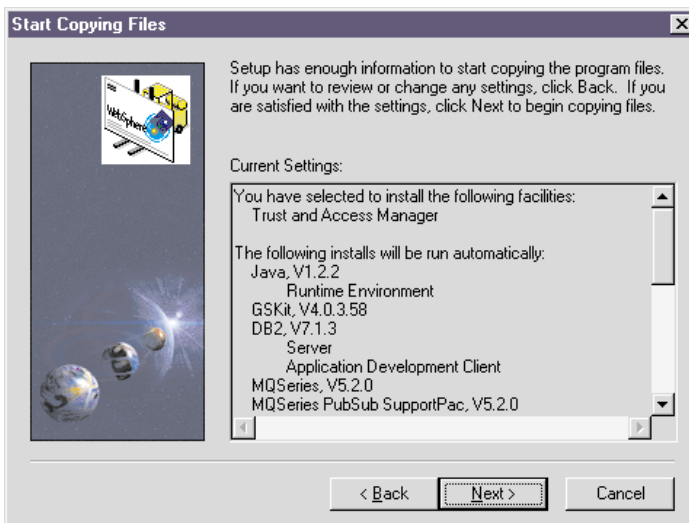 Start Copying Files
WebSphere
Setup has enough information to start copying the program files.
If you want to review or change any settings, click Back. If you
are satisfied with the settings, click Next to begin copying files.
Current Settings:
You have selected to install the following facilities:
Trust and Access Manager
The following installs will be run automatically:
Java, V1.2.2
Runtime Environment
GSKit, V4.0.3.58
DB2, V7.1.3
Server
Application Development Client
MQSeries, V5.2.0
MQSeries PubSub SupportPac, V5.2.0
< Back
Next >
Cancel